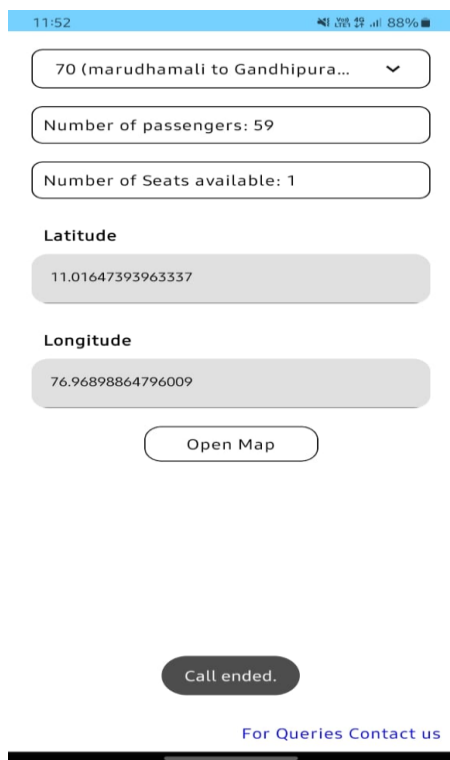 11:52 88%
70 (marudhamali to Gandhipura...
Number of passengers: 59
Number of Seats available: 1
Latitude
11.01647393963337
Longitude
76.96898864796009
Open Map
Call ended.
For Queries Contact us